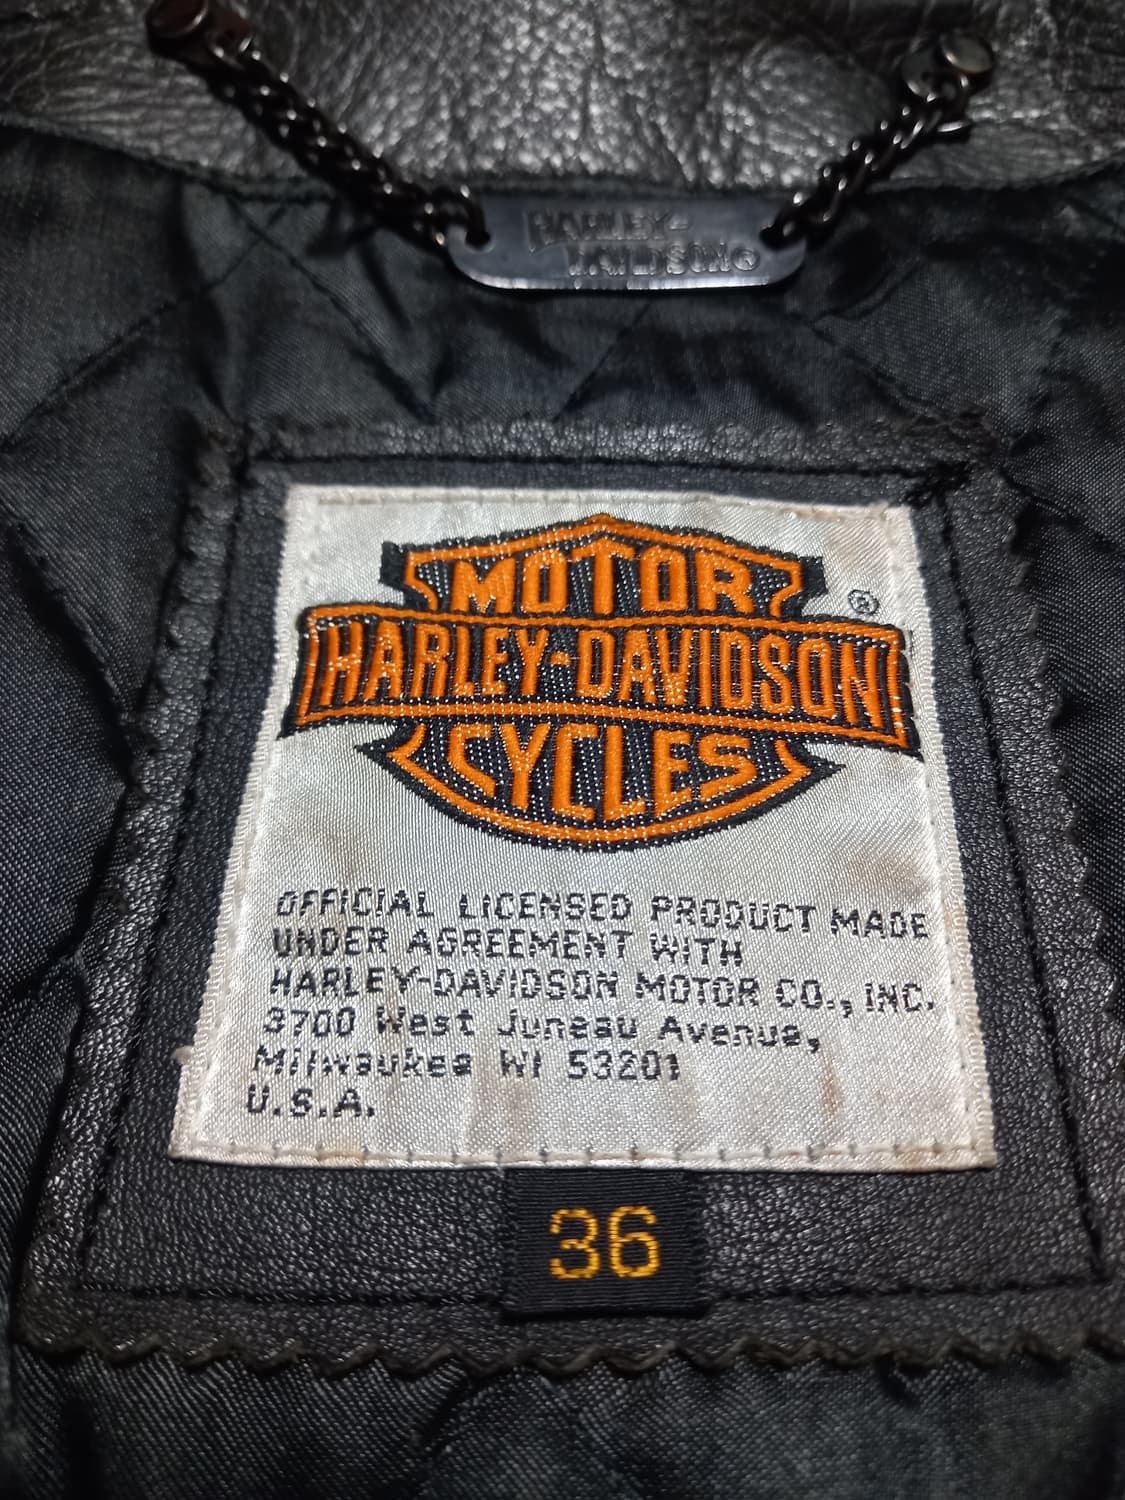 HARLEY-
DAVIDSON®
MOTOR
®
HARLEY-DAVIDSON
CYCLES
OFFICIAL LICENSED PRODUCT MADE
UNDER AGREEMENT WITH
HARLEY-DAVIDSON MOTOR CO., INC.
3700 West Juneau Avenue,
Milwaukee WI 53201
U.S.A.
36